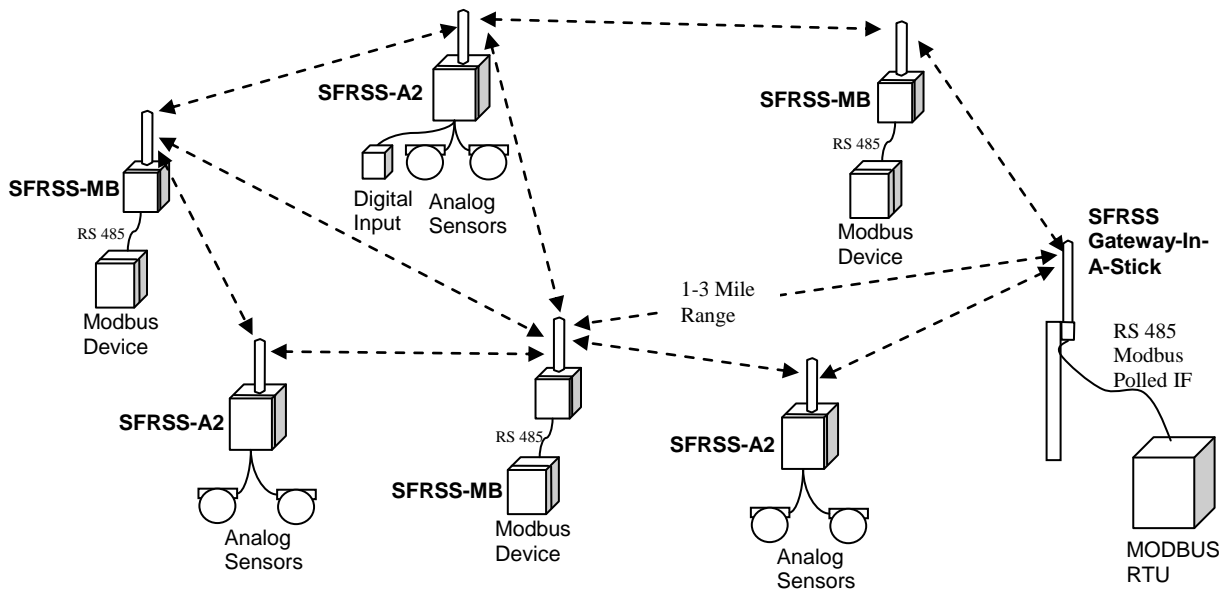 SFRSS-A2
Digital
Input
Analog
Sensors
SFRSS-MB
RS 485
Modbus
Device
SFRSS-MB
RS 485
Modbus
Device
SFRSS
Gateway-In-
A-Stick
1-3 Mile
Range
RS 485
Modbus
Polled IF
SFRSS-A2
Analog
Sensors
RS 485
SFRSS-MB
Modbus
Device
SFRSS-A2
Analog
Sensors
MODBUS
RTU